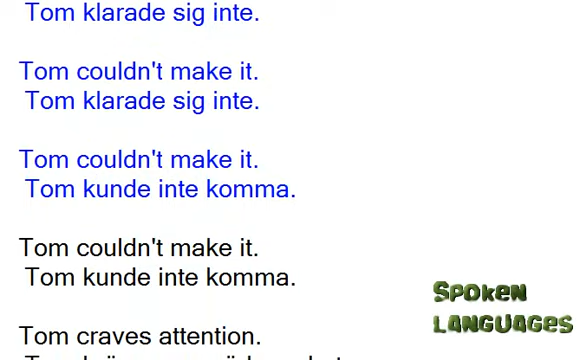 Tom klarade sig inte.
Tom couldn't make it.
Tom klarade sig inte.
Tom couldn't make it.
Tom kunde inte komma.
Tom couldn't make it.
Tom kunde inte komma.
Tom craves attention.
Spoken
Languages